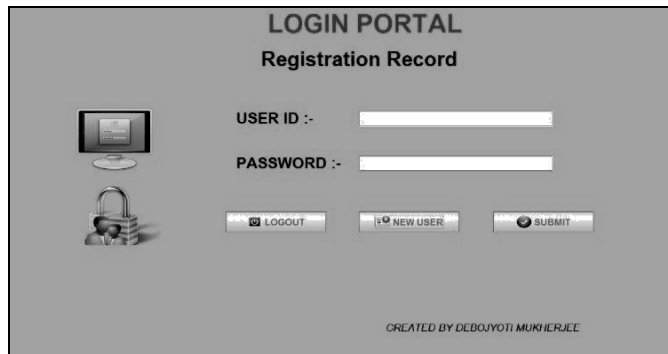 LOGIN PORTAL
Registration Record
USER ID :-
PASSWORD :-
LOGOUT NEW USER SUBMIT
CREATED BY DEBOJYOTI MUKHERJEE